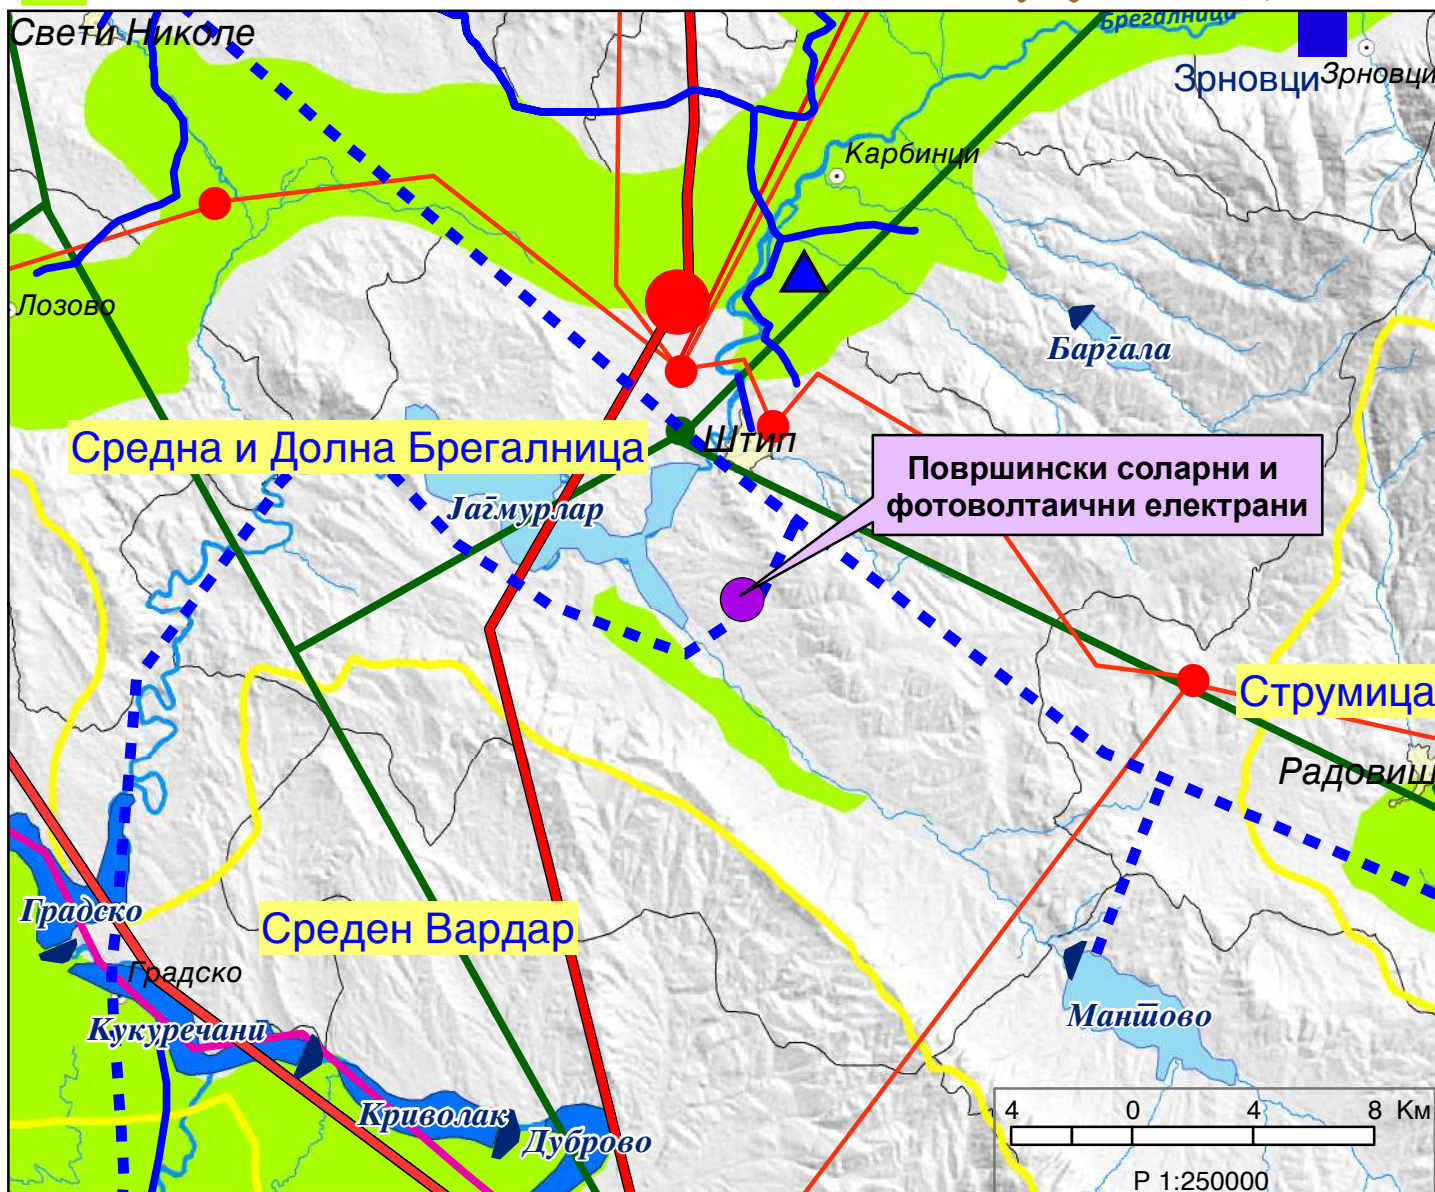 Брегалница
Свети Николе
Зрновци
Зрновци
Карбинци
Лозово
Баргала
Средна и Долна Брегалница
Штип
Површински соларни и
фотоволтаични електрани
Јагмурлар
Струмица
Радовиш
Градско
Среден Вардар
Градско
Кукуречани
Мантово
Криволак
Дуброво
4 0 4 8 Км
Р 1:250000